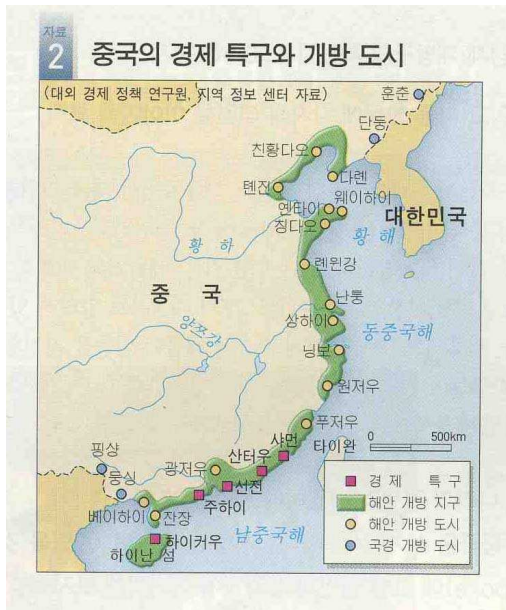 자료
2
중국의 경제 특구와 개방 도시
(대외 경제 정책 연구원, 지역 정보 센터 자료)
훈춘
단둥
친황다오
다롄
톈진
웨이하이
옌타이
대한민국
칭다오
황 해
황 하
롄윈강
중 국
난퉁
양쯔강
상하이
동중국해
닝보
원저우
푸저우
샤먼
타이완
산터우
광저우
선전
주하이
핑샹
둥싱
베이하이
잔장
남중국해
하이커우
하이난 섬
0 500km
경 제 특 구
해안 개방 지구
해안 개방 도시
국경 개방 도시